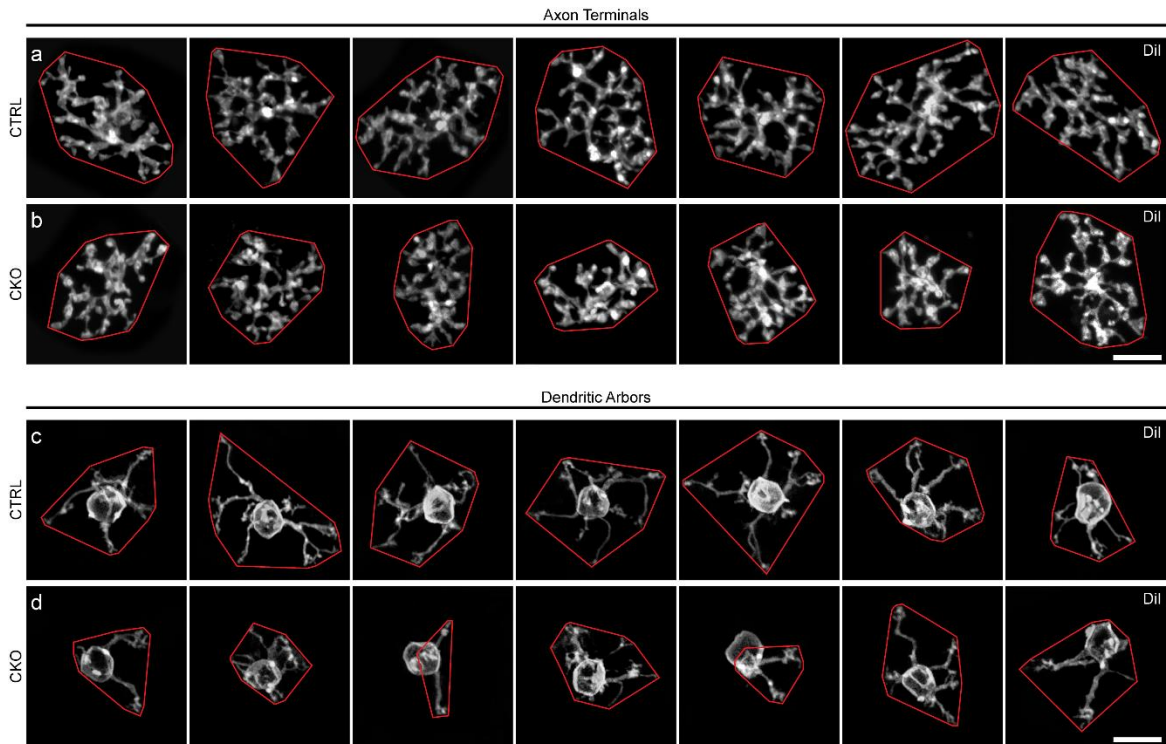 Axon Terminals
a
CTRL
DiI
b
CKO
DiI
Dendritic Arbors
c
CTRL
DiI
d
CKO
DiI